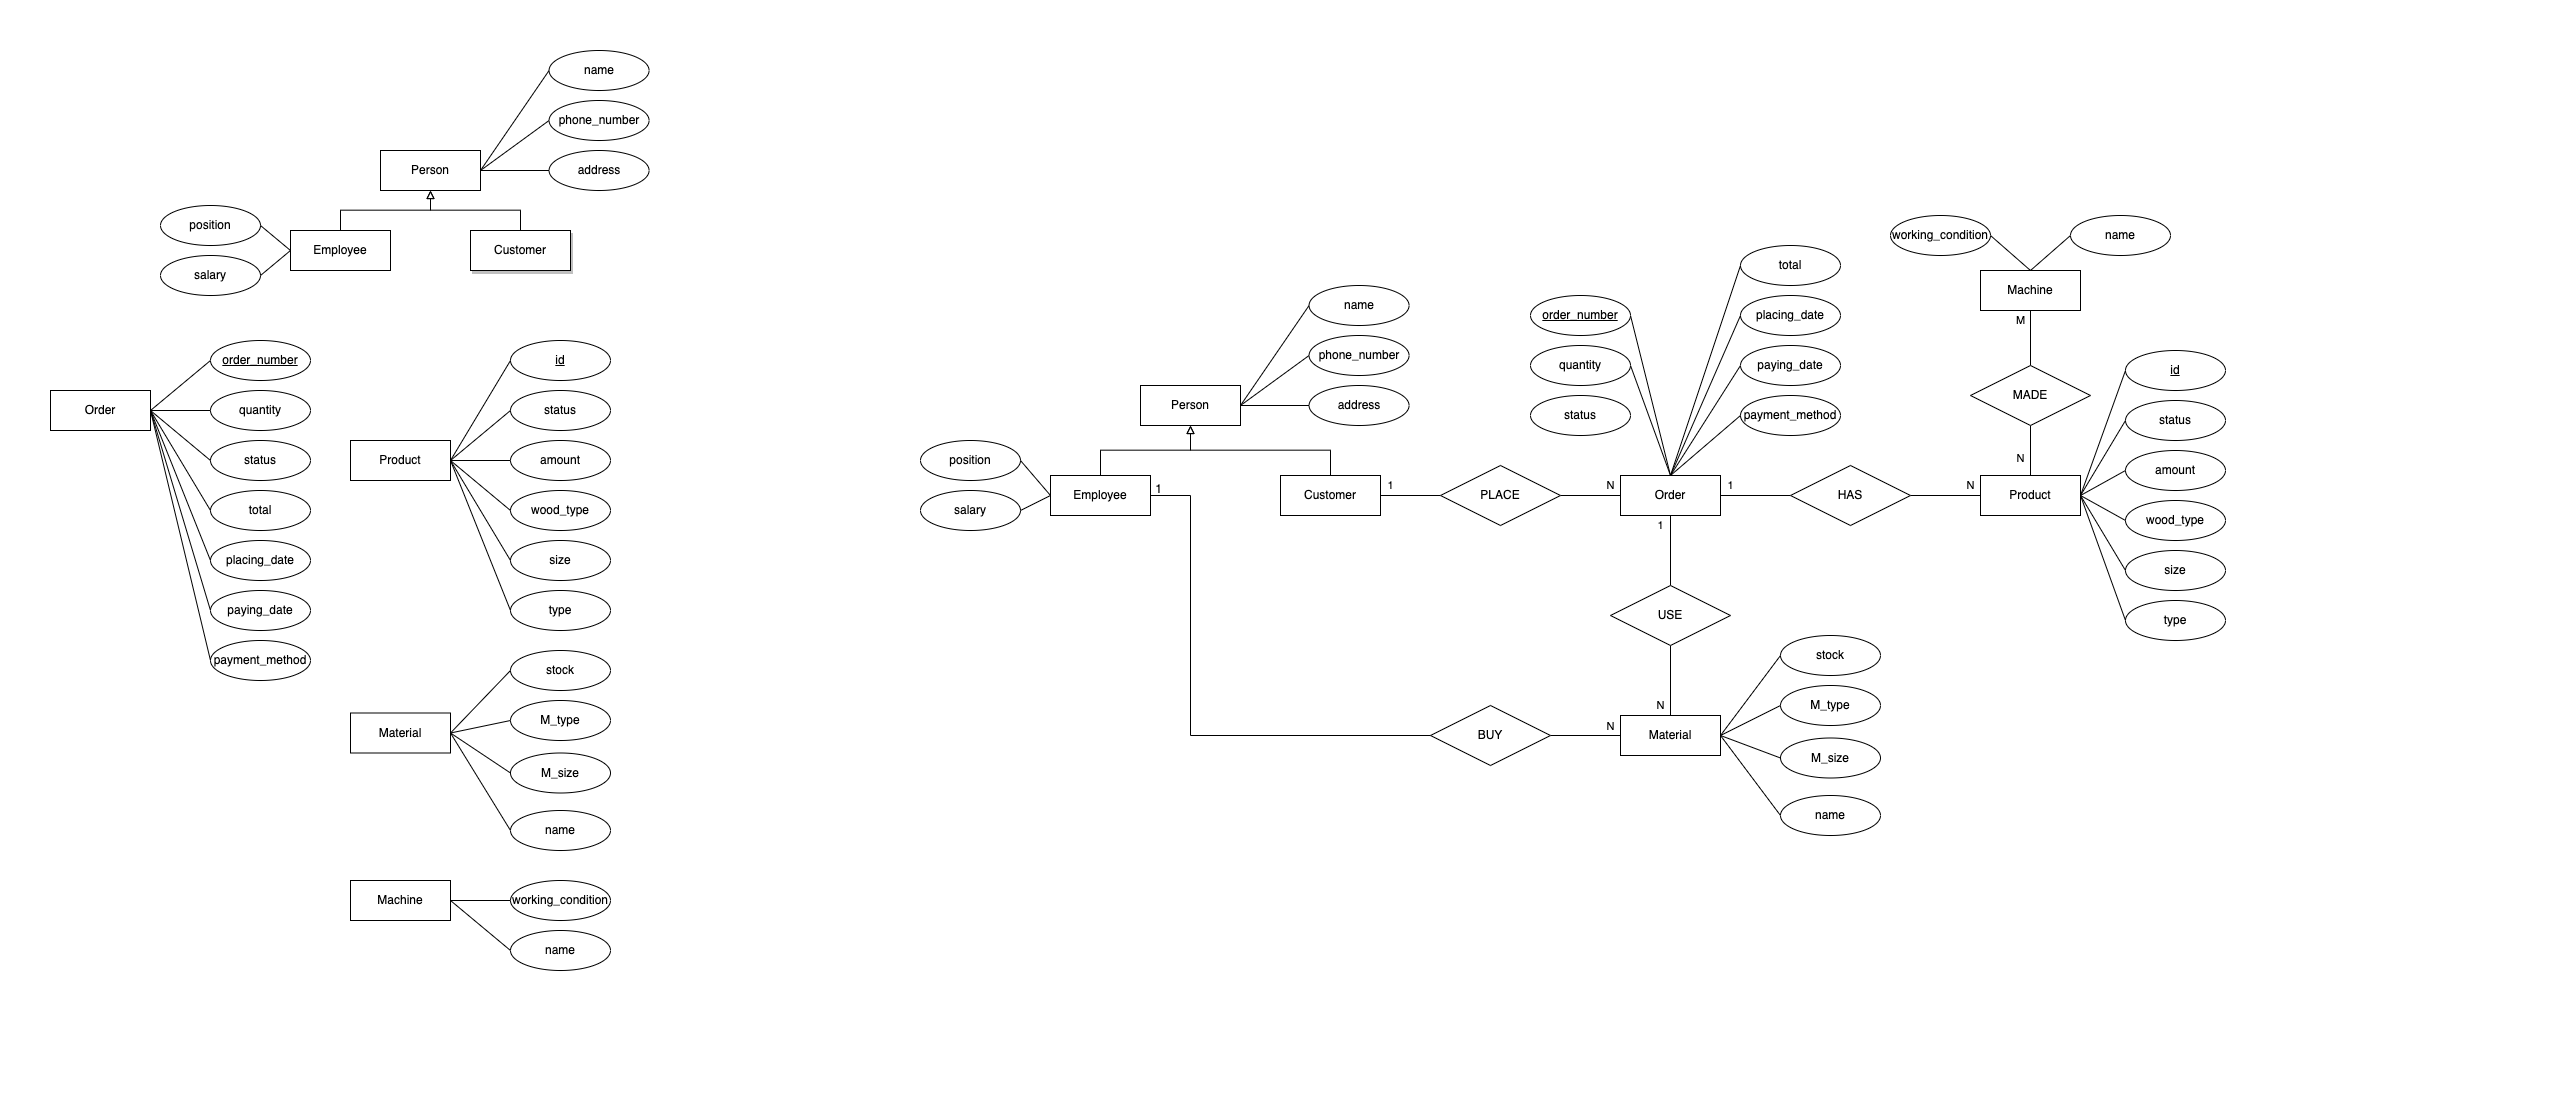 name
phone_number
Person
address
position
Employee
Customer
salary
order_number
id
Order
quantity
status
status
Product
amount
total
wood_type
placing_date
size
paying_date
type
payment_method
stock
M_type
Material
M_size
name
Machine
working_condition
name
working_condition
name
total
Machine
name
order_number
placing_date
M
phone_number
quantity
paying_date
id
MADE
Person
address
status
payment_method
status
position
N
amount
Employee
1
Customer
1
PLACE
N
Order
1
HAS
N
Product
salary
wood_type
1
size
USE
type
stock
N
M_type
BUY
N
Material
M_size
name